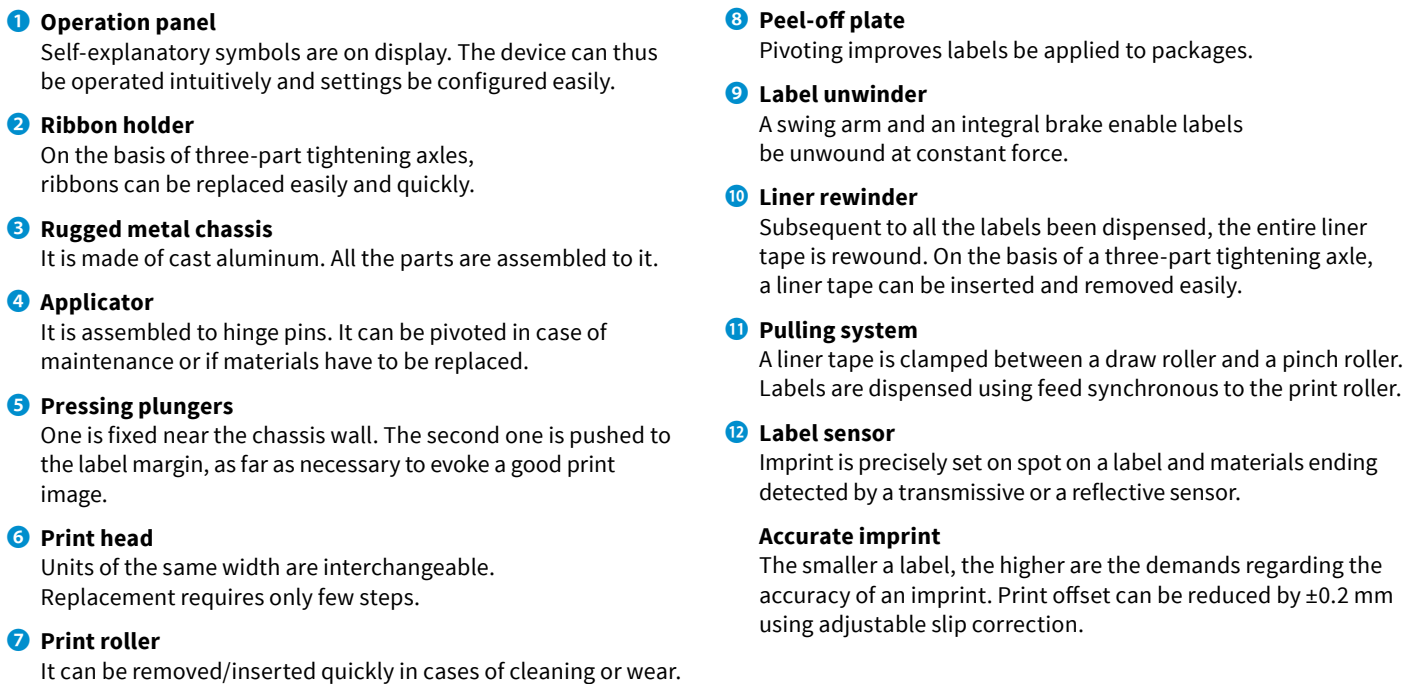 ❶ Operation panel
Self-explanatory symbols are on display. The device can thus
be operated intuitively and settings be configured easily.
❷ Ribbon holder
On the basis of three-part tightening axles,
ribbons can be replaced easily and quickly.
❸ Rugged metal chassis
It is made of cast aluminum. All the parts are assembled to it.
❹ Applicator
It is assembled to hinge pins. It can be pivoted in case of
maintenance or if materials have to be replaced.
❺ Pressing plungers
One is fixed near the chassis wall. The second one is pushed to
the label margin, as far as necessary to evoke a good print
image.
❻ Print head
Units of the same width are interchangeable.
Replacement requires only few steps.
❼ Print roller
It can be removed/inserted quickly in cases of cleaning or wear.
❽ Peel-off plate
Pivoting improves labels be applied to packages.
❾ Label unwinder
A swing arm and an integral brake enable labels
be unwound at constant force.
❿ Liner rewinder
Subsequent to all the labels been dispensed, the entire liner
tape is rewound. On the basis of a three-part tightening axle,
a liner tape can be inserted and removed easily.
⓫ Pulling system
A liner tape is clamped between a draw roller and a pinch roller.
Labels are dispensed using feed synchronous to the print roller.
⓬ Label sensor
Imprint is precisely set on spot on a label and materials ending
detected by a transmissive or a reflective sensor.
Accurate imprint
The smaller a label, the higher are the demands regarding the
accuracy of an imprint. Print offset can be reduced by ±0.2 mm
using adjustable slip correction.